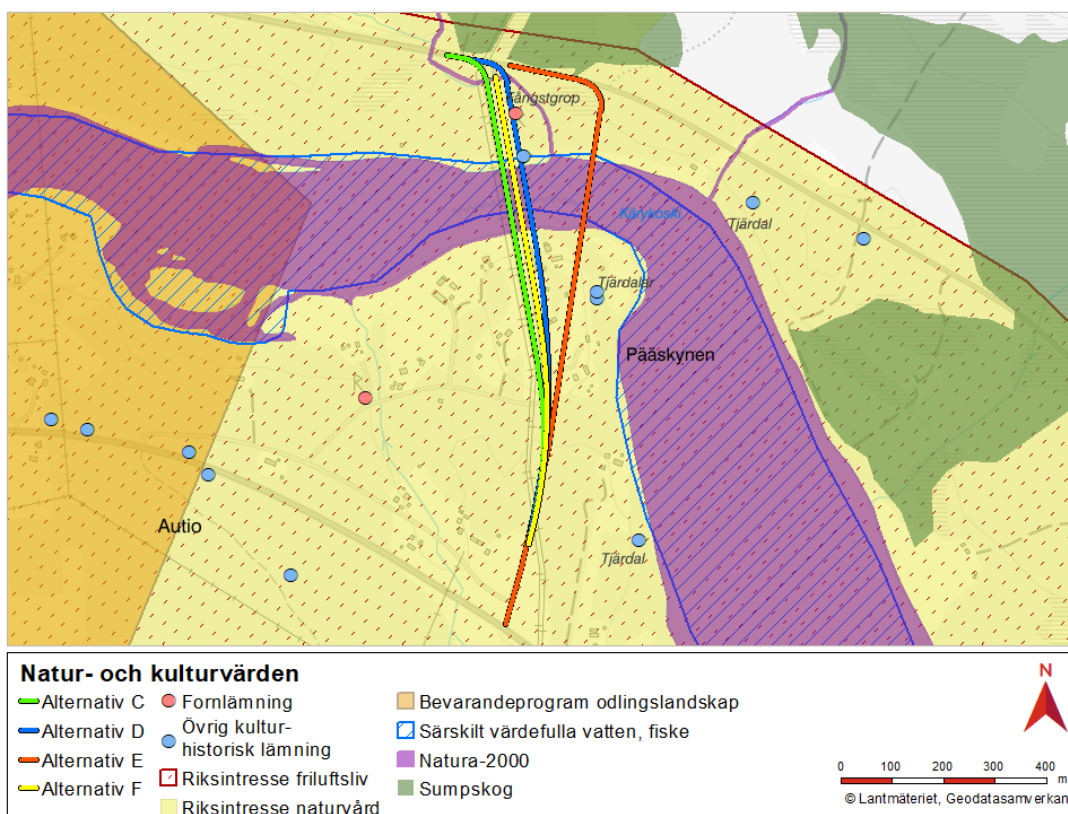 Fångstgrop
Kärykoski
Tjärdal
Tjärdalar
Pääskynen
R
Autio
Tjärdal
Natur- och kulturvärden
Alternativ C
Alternativ D
Alternativ E
Alternativ F
Fornlämning
Övrig kultur-
historisk lämning
Riksintresse friluftsliv
Riksintresse naturvård
Bevarandeprogram odlingslandskap
Särskilt värdefulla vatten, fiske
Natura-2000
Sumpskog
N
0 100 200 300 400
m
© Lantmäteriet, Geodatasamverkan